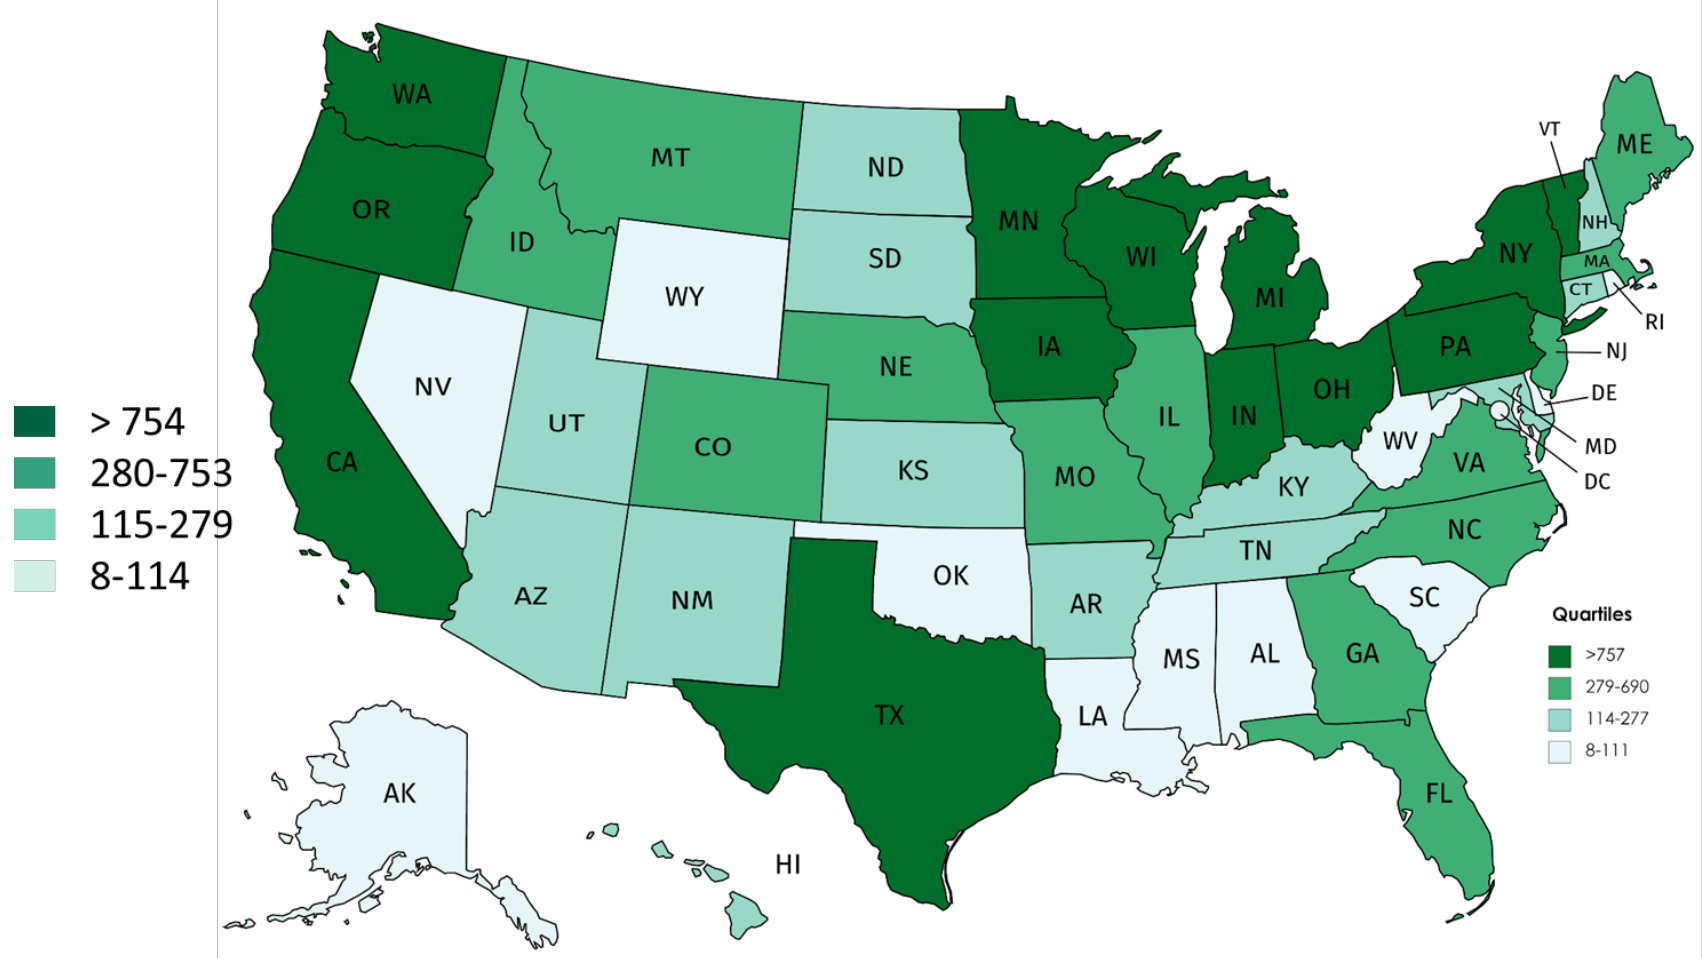 > 754
280-753
115-279
8-114
WA
OR
CA
NV
ID
MT
WY
UT
AZ
CO
NM
ND
SD
NE
KS
OK
TX
MN
IA
MO
AR
LA
WI
IL
MI
IN
OH
KY
TN
MS
AL
GA
FL
SC
NC
VA
WV
PA
NY
VT
NH
ME
MA
CT
RI
NJ
DE
MD
DC
AK
HI
Quartiles
>757
279-690
114-277
8-111